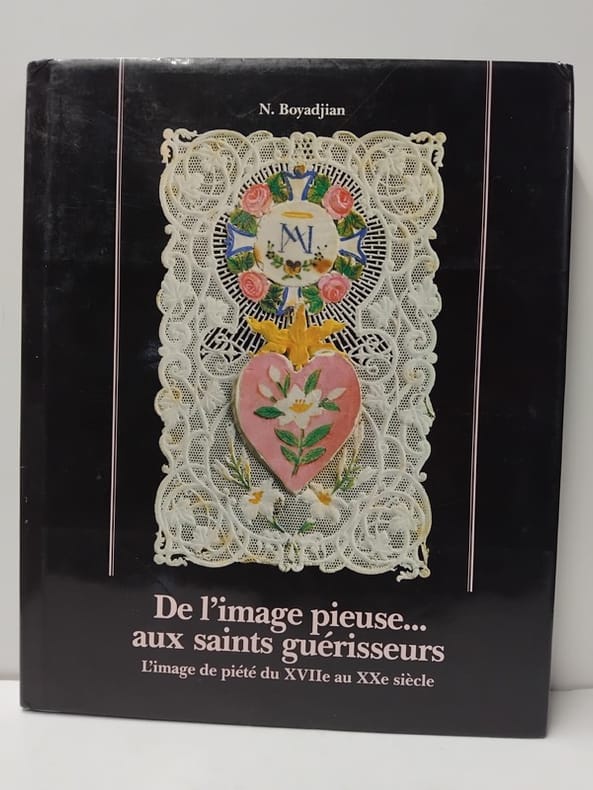 N. Boyadjian
M
De l'image pieuse...
aux saints guérisseurs
L'image de piété du XVIIe au XXe siècle